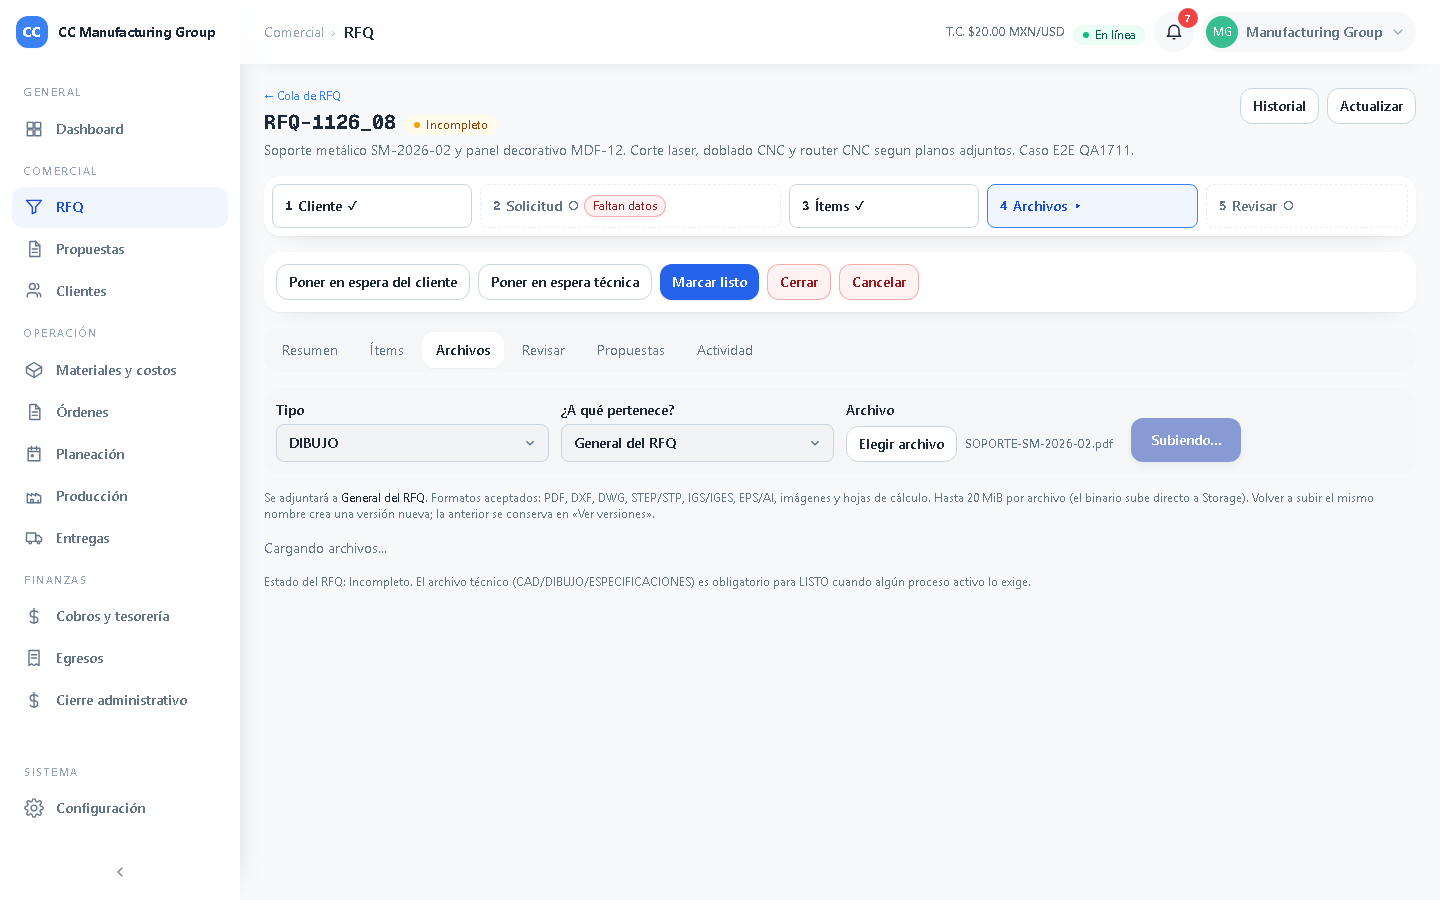 CC CC Manufacturing Group
GENERAL
Dashboard
COMERCIAL
RFQ
Propuestas
Clientes
OPERACIÓN
Materiales y costos
Órdenes
Planeación
Producción
Entregas
FINANZAS
Cobros y tesorería
Egresos
Cierre administrativo
SISTEMA
Configuración
Comercial › RFQ
T.C. $20.00 MXN/USD En línea 7 MG Manufacturing Group
← Cola de RFQ
RFQ-1126_08 Incompleto
Historial Actualizar
Soporte metálico SM-2026-02 y panel decorativo MDF-12. Corte laser, doblado CNC y router CNC segun planos adjuntos. Caso E2E QA1711.
1 Cliente ✓ 2 Solicitud ○ Faltan datos 3 Ítems ✓ 4 Archivos ▸ 5 Revisar ○
Poner en espera del cliente Poner en espera técnica Marcar listo Cerrar Cancelar
Resumen Ítems Archivos Revisar Propuestas Actividad
Tipo ¿A qué pertenece? Archivo
DIBUJO General del RFQ Elegir archivo SOPORTE-SM-2026-02.pdf Subiendo...
Se adjuntará a General del RFQ. Formatos aceptados: PDF, DXF, DWG, STEP/STP, IGS/IGES, EPS/AI, imágenes y hojas de cálculo. Hasta 20 MiB por archivo (el binario sube directo a Storage). Volver a subir el mismo
nombre crea una versión nueva; la anterior se conserva en «Ver versiones».
Cargando archivos...
Estado del RFQ: Incompleto. El archivo técnico (CAD/DIBUJO/ESPECIFICACIONES) es obligatorio para LISTO cuando algún proceso activo lo exige.